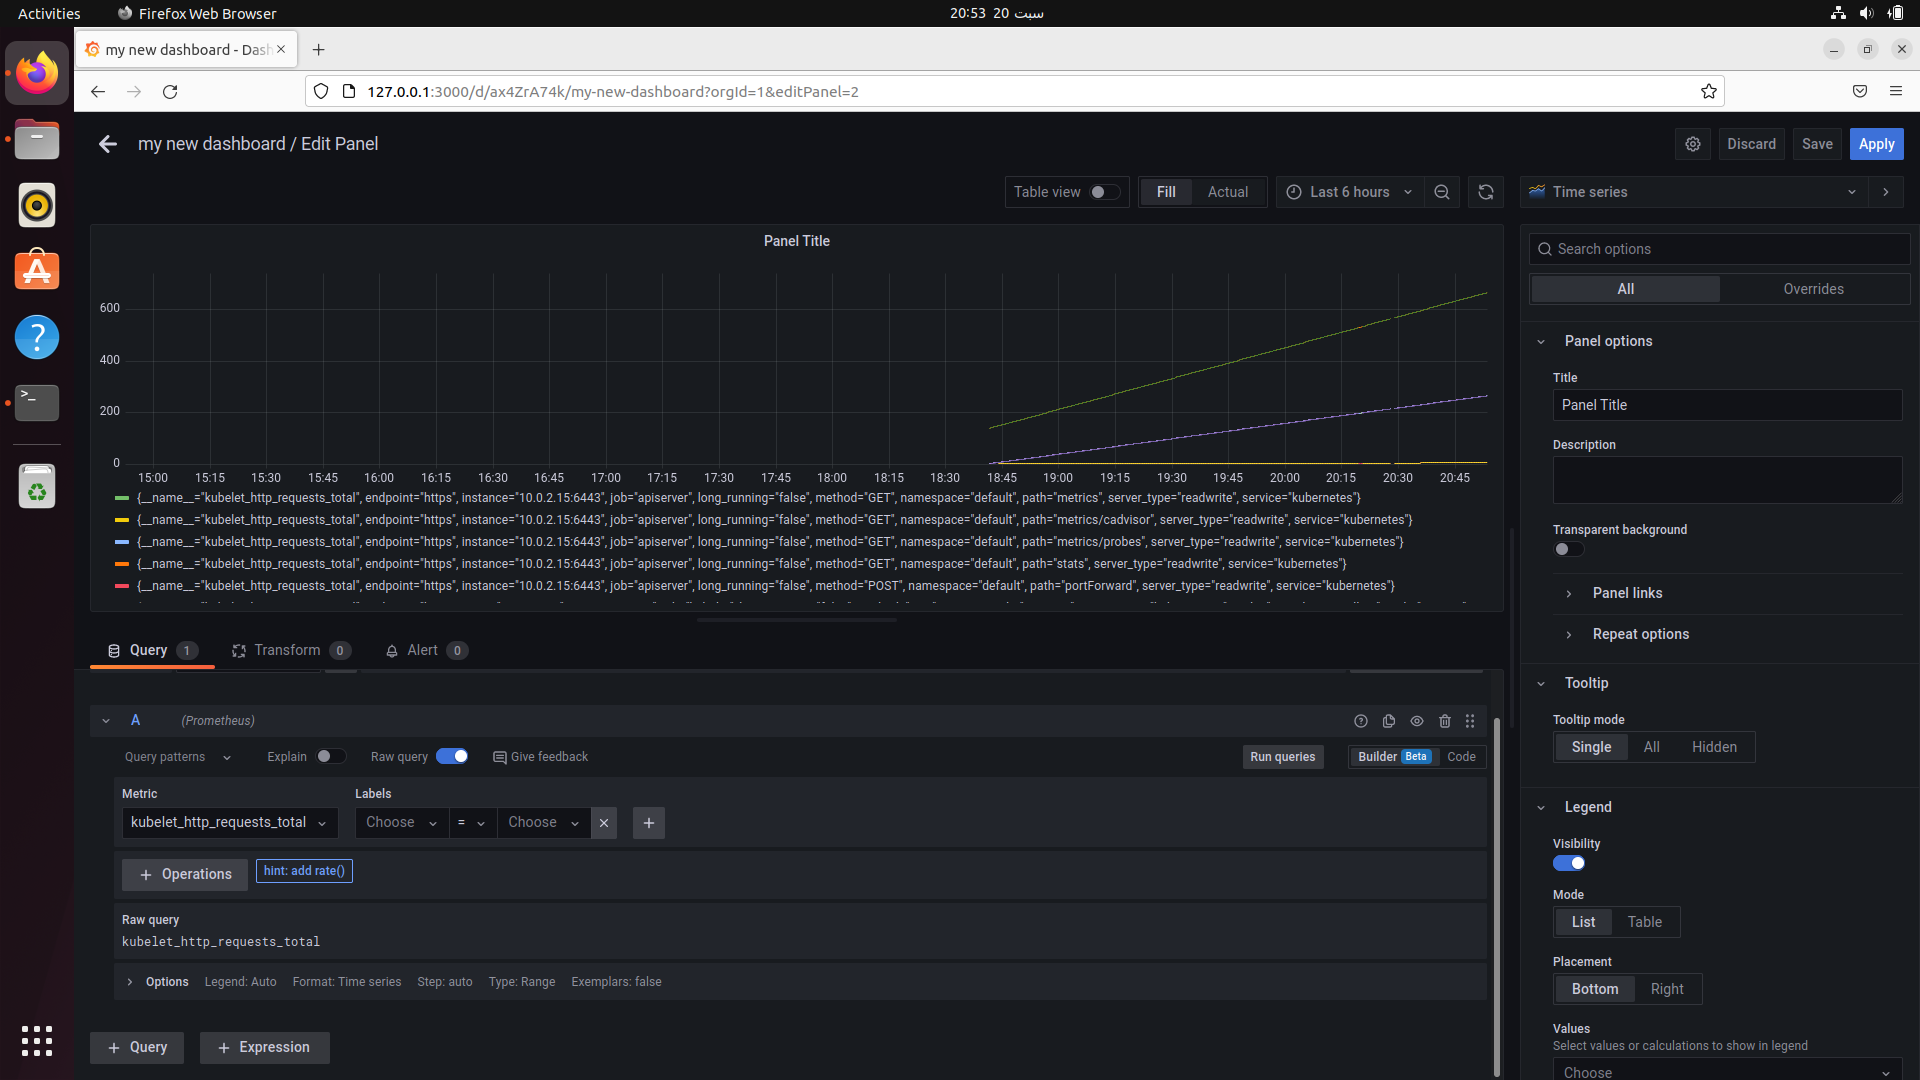 Activities
Firefox Web Browser
20:53 20 سبت
my new dashboard - Dash
127.0.0.1:3000/d/ax4ZrA74k/my-new-dashboard?orgId=1&editPanel=2
my new dashboard / Edit Panel
Discard
Save
Apply
Table view
Fill
Actual
Last 6 hours
Time series
Panel Title
600
400
200
0
15:00 15:15 15:30 15:45 16:00 16:15 16:30 16:45 17:00 17:15 17:30 17:45 18:00 18:15 18:30 18:45 19:00 19:15 19:30 19:45 20:00 20:15 20:30 20:45
{__name__="kubelet_http_requests_total", endpoint="https", instance="10.0.2.15:6443", job="apiserver", long_running="false", method="GET", namespace="default", path="metrics", server_type="readwrite", service="kubernetes"}
{__name__="kubelet_http_requests_total", endpoint="https", instance="10.0.2.15:6443", job="apiserver", long_running="false", method="GET", namespace="default", path="metrics/cadvisor", server_type="readwrite", service="kubernetes"}
{__name__="kubelet_http_requests_total", endpoint="https", instance="10.0.2.15:6443", job="apiserver", long_running="false", method="GET", namespace="default", path="metrics/probes", server_type="readwrite", service="kubernetes"}
{__name__="kubelet_http_requests_total", endpoint="https", instance="10.0.2.15:6443", job="apiserver", long_running="false", method="GET", namespace="default", path="stats", server_type="readwrite", service="kubernetes"}
{__name__="kubelet_http_requests_total", endpoint="https", instance="10.0.2.15:6443", job="apiserver", long_running="false", method="POST", namespace="default", path="portForward", server_type="readwrite", service="kubernetes"}
Query 1
Transform 0
Alert 0
A (Prometheus)
Query patterns
Explain
Raw query
Give feedback
Run queries
Builder Beta
Code
Metric
Labels
kubelet_http_requests_total
Choose
=
Choose
+ Operations
hint: add rate()
Raw query
kubelet_http_requests_total
Options Legend: Auto Format: Time series Step: auto Type: Range Exemplars: false
+ Query
+ Expression
Search options
All
Overrides
Panel options
Title
Panel Title
Description
Transparent background
Panel links
Repeat options
Tooltip
Tooltip mode
Single
All
Hidden
Legend
Visibility
Mode
List
Table
Placement
Bottom
Right
Values
Select values or calculations to show in legend
Choose